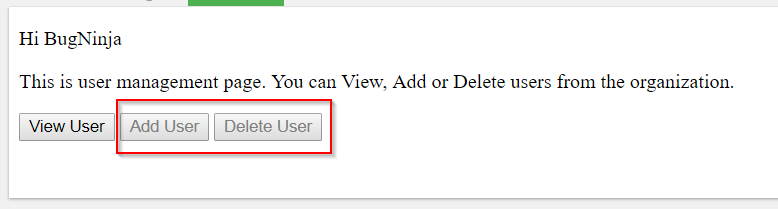 Hi BugNinja
This is user management page. You can View, Add or Delete users from the organization.
View User Add User Delete User